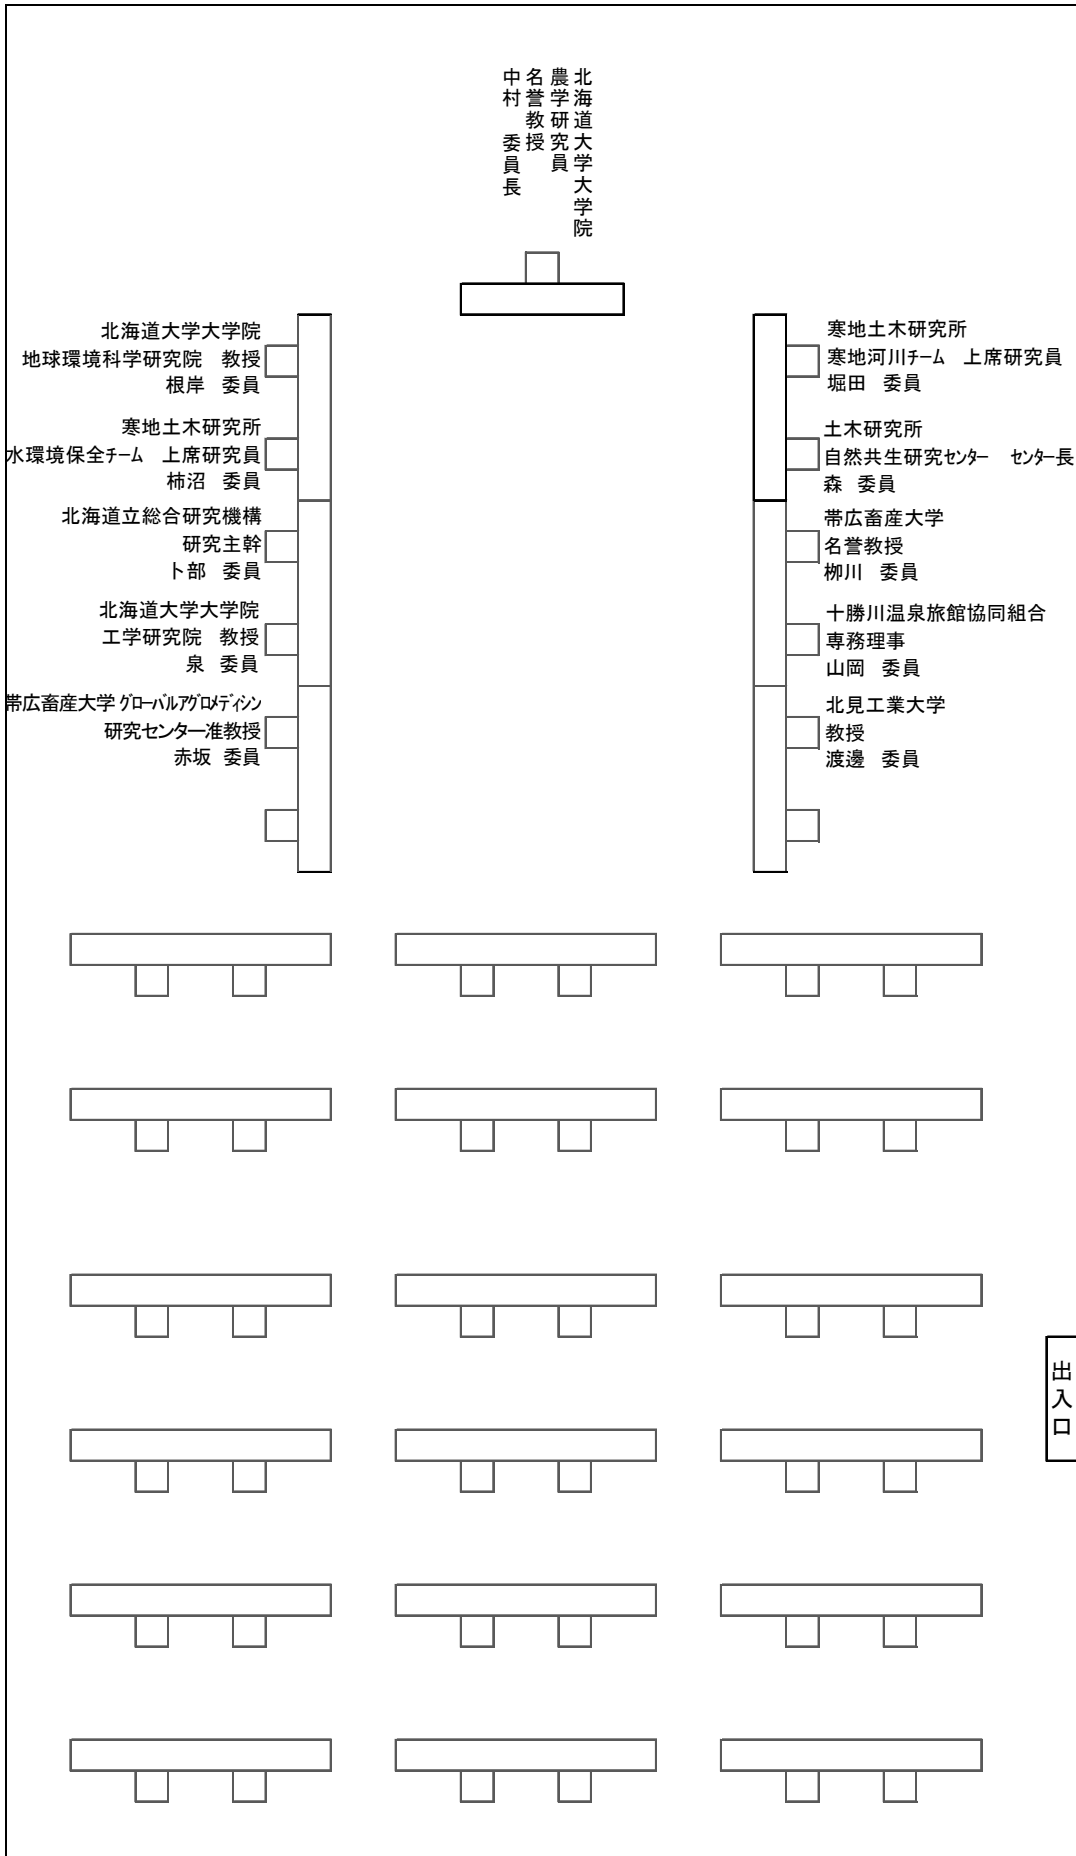 北海道大学大学院
農学研究員
名誉教授
中村　委員長
北海道大学大学院
地球環境科学研究院　教授
根岸　委員
寒地土木研究所
水環境保全チーム　上席研究員
柿沼　委員
北海道立総合研究機構
研究主幹
卜部　委員
北海道大学大学院
工学研究院　教授
泉　委員
帯広畜産大学 グローバルアグロメディシン
研究センター准教授
赤坂　委員
寒地土木研究所
寒地河川チーム　上席研究員
堀田　委員
土木研究所
自然共生研究センター　センター長
森　委員
帯広畜産大学
名誉教授
栁川　委員
十勝川温泉旅館協同組合
専務理事
山岡　委員
北見工業大学
教授
渡邊　委員
出入口